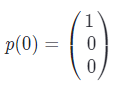 p(0) = ( 1
0
0 )